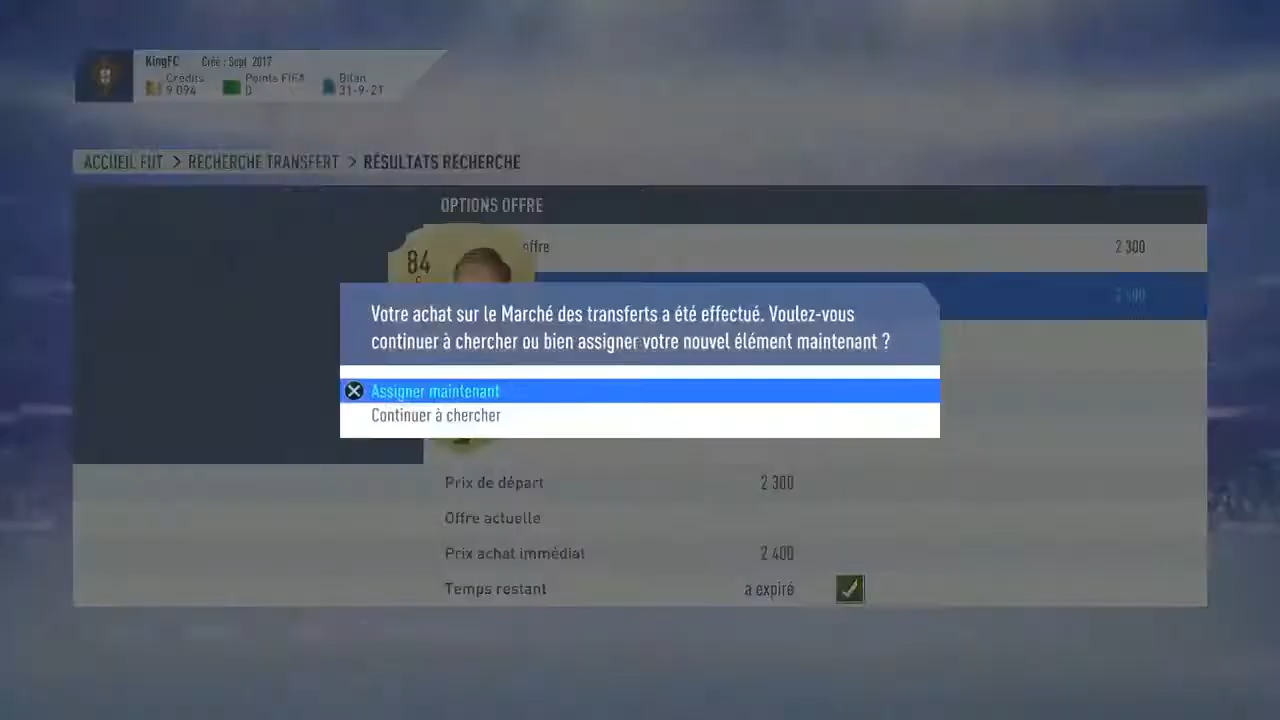 KingFC Créé : Sept 2017
Crédits Points FIFA Bilan
9 094 0 31-9-21
ACCUEIL FUT > RECHERCHE TRANSFERT > RÉSULTATS RECHERCHE
OPTIONS OFFRE
offre 2 300
84
Votre achat sur le Marché des transferts a été effectué. Voulez-vous
continuer à chercher ou bien assigner votre nouvel élément maintenant ?
Assigner maintenant
Continuer à chercher
Prix de départ 2 300
Offre actuelle
Prix achat immédiat 2 400
Temps restant a expiré